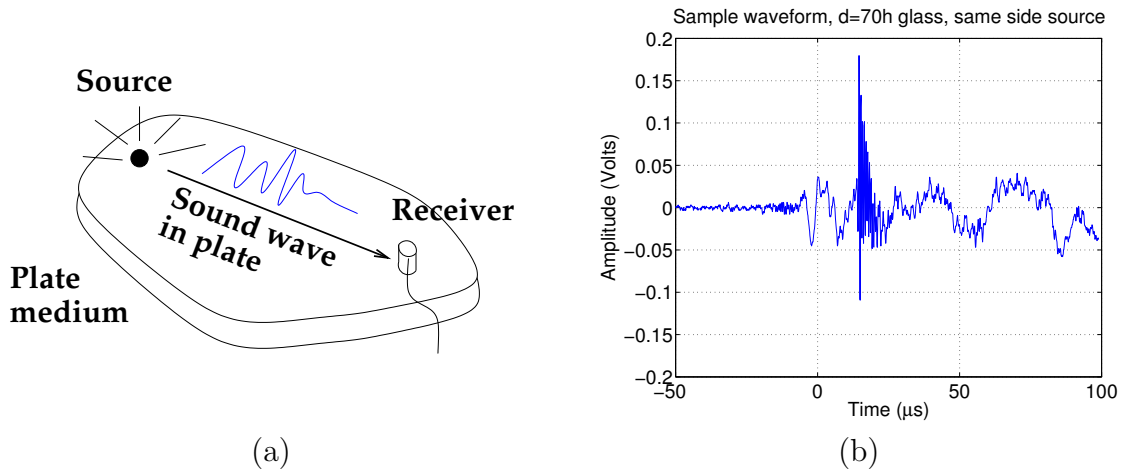 Source
Sound wave
in plate
Receiver
Plate
medium
(a)
Sample waveform, d=70h glass, same side source
Amplitude (Volts)
0.2
0.15
0.1
0.05
0
−0.05
−0.1
−0.15
−0.2
−50
0
50
100
Time (μs)
(b)